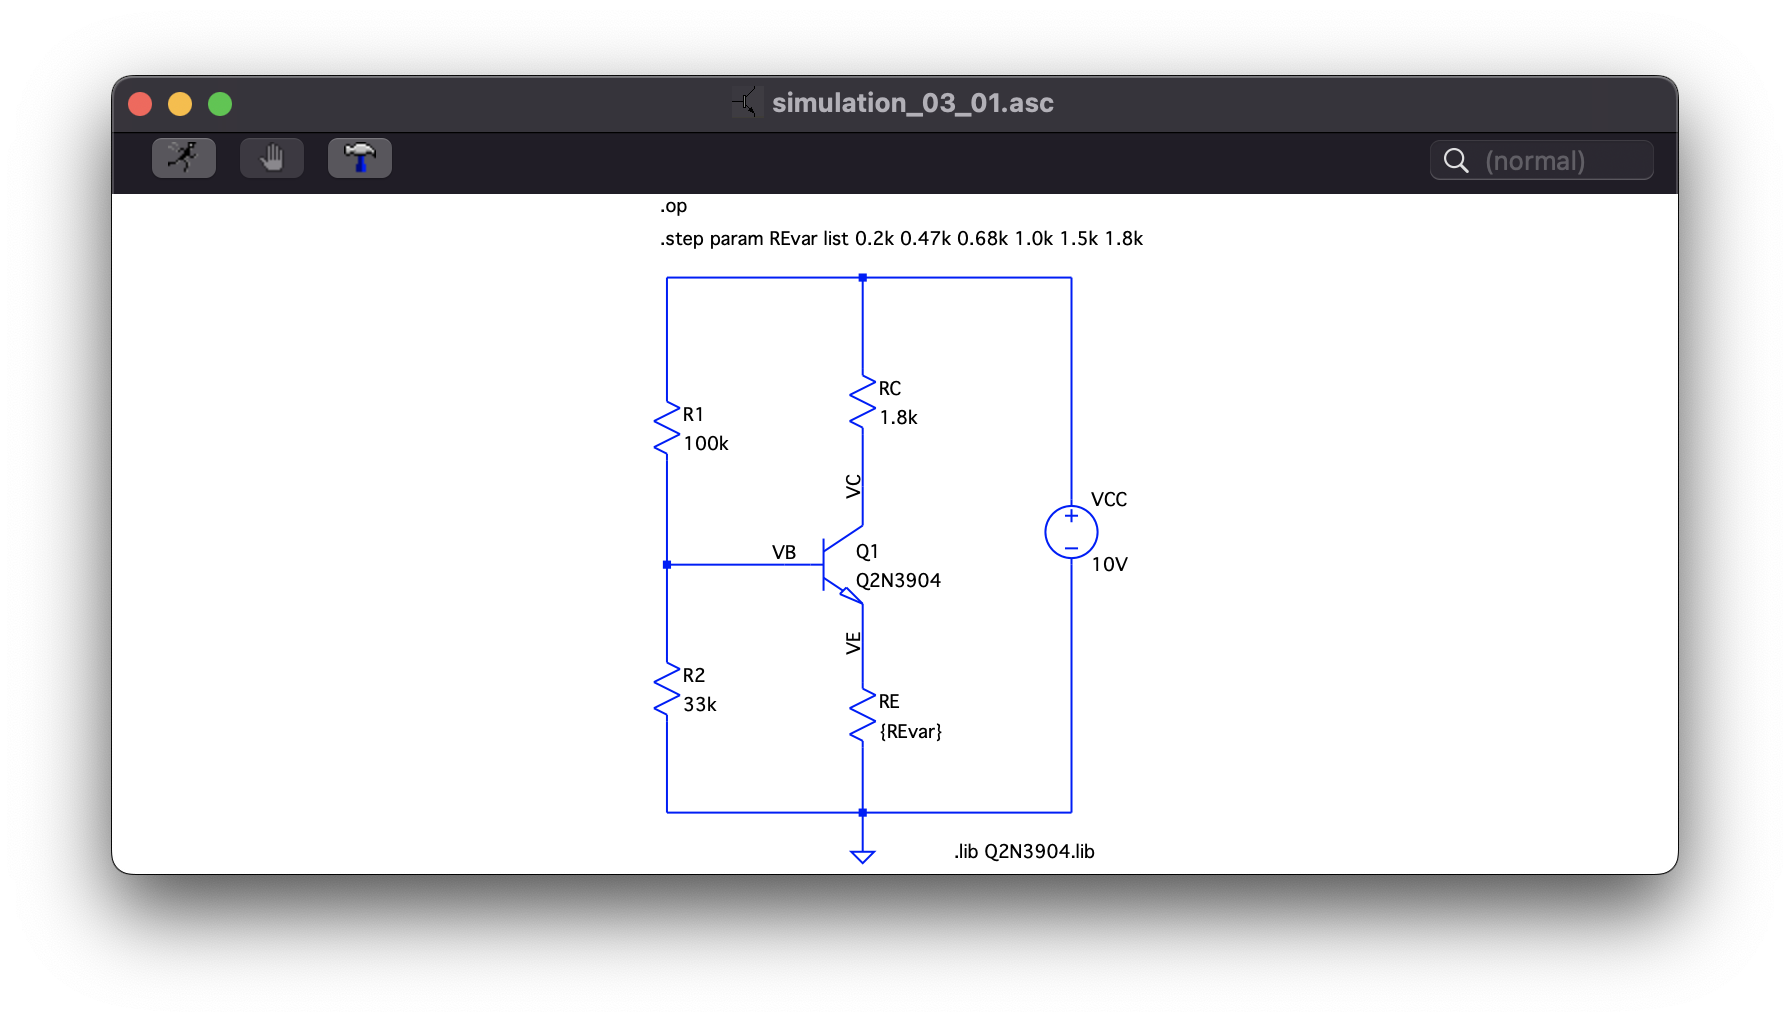 simulation_03_01.asc
(normal)
.op
.step param REvar list 0.2k 0.47k 0.68k 1.0k 1.5k 1.8k
RC
1.8k
R1
100k
VC
VCC
+
−
10V
VB
Q1
Q2N3904
VE
R2
33k
RE
{REvar}
.lib Q2N3904.lib